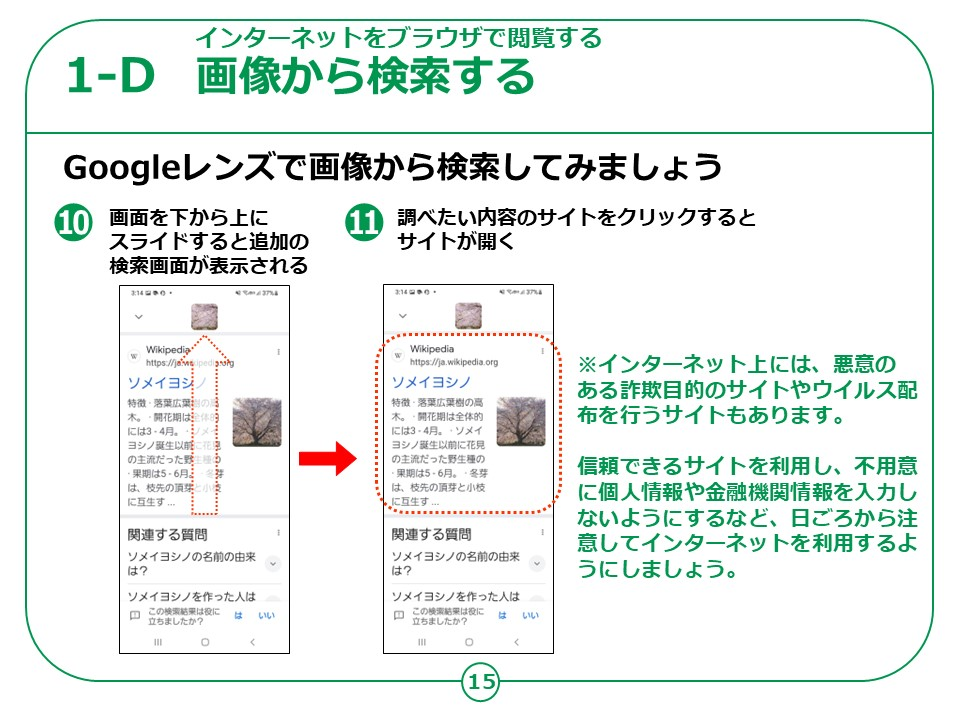 インターネットをブラウザで閲覧する
1-D 画像から検索する
Googleレンズで画像から検索してみましょう
10 画面を下から上に
スライドすると追加の
検索画面が表示される
11 調べたい内容のサイトをクリックすると
サイトが開く
3:14 37%
Wikipedia
https://ja.wikipedia.org
ソメイヨシノ
特徴 · 落葉広葉樹の高
木。 · 開花期は全体的
には3 - 4月。 · ソメイ
ヨシノ誕生以前に花見
の主流だった野生種の
· 果期は5 - 6月。 · 冬芽
は、枝先の頂芽と小枝
に互生す ...
関連する質問
ソメイヨシノの名前の由来
は？
ソメイヨシノを作った人は
この検索結果は役に
立ちましたか？
は いい
3:14 37%
W
Wikipedia
https://ja.wikipedia.org
ソメイヨシノ
特徴 · 落葉広葉樹の高
木。 · 開花期は全体的
には3 - 4月。 · ソメイ
ヨシノ誕生以前に花見
の主流だった野生種の
· 果期は5 - 6月。 · 冬芽
は、枝先の頂芽と小枝
に互生す ...
関連する質問
ソメイヨシノの名前の由来
は？
ソメイヨシノを作った人は
この検索結果は役に
立ちましたか？
は いい
※インターネット上には、悪意の
ある詐欺目的のサイトやウイルス配
布を行うサイトもあります。
信頼できるサイトを利用し、不用意
に個人情報や金融機関情報を入力し
ないようにするなど、日ごろから注
意してインターネットを利用するよ
うにしましょう。
15